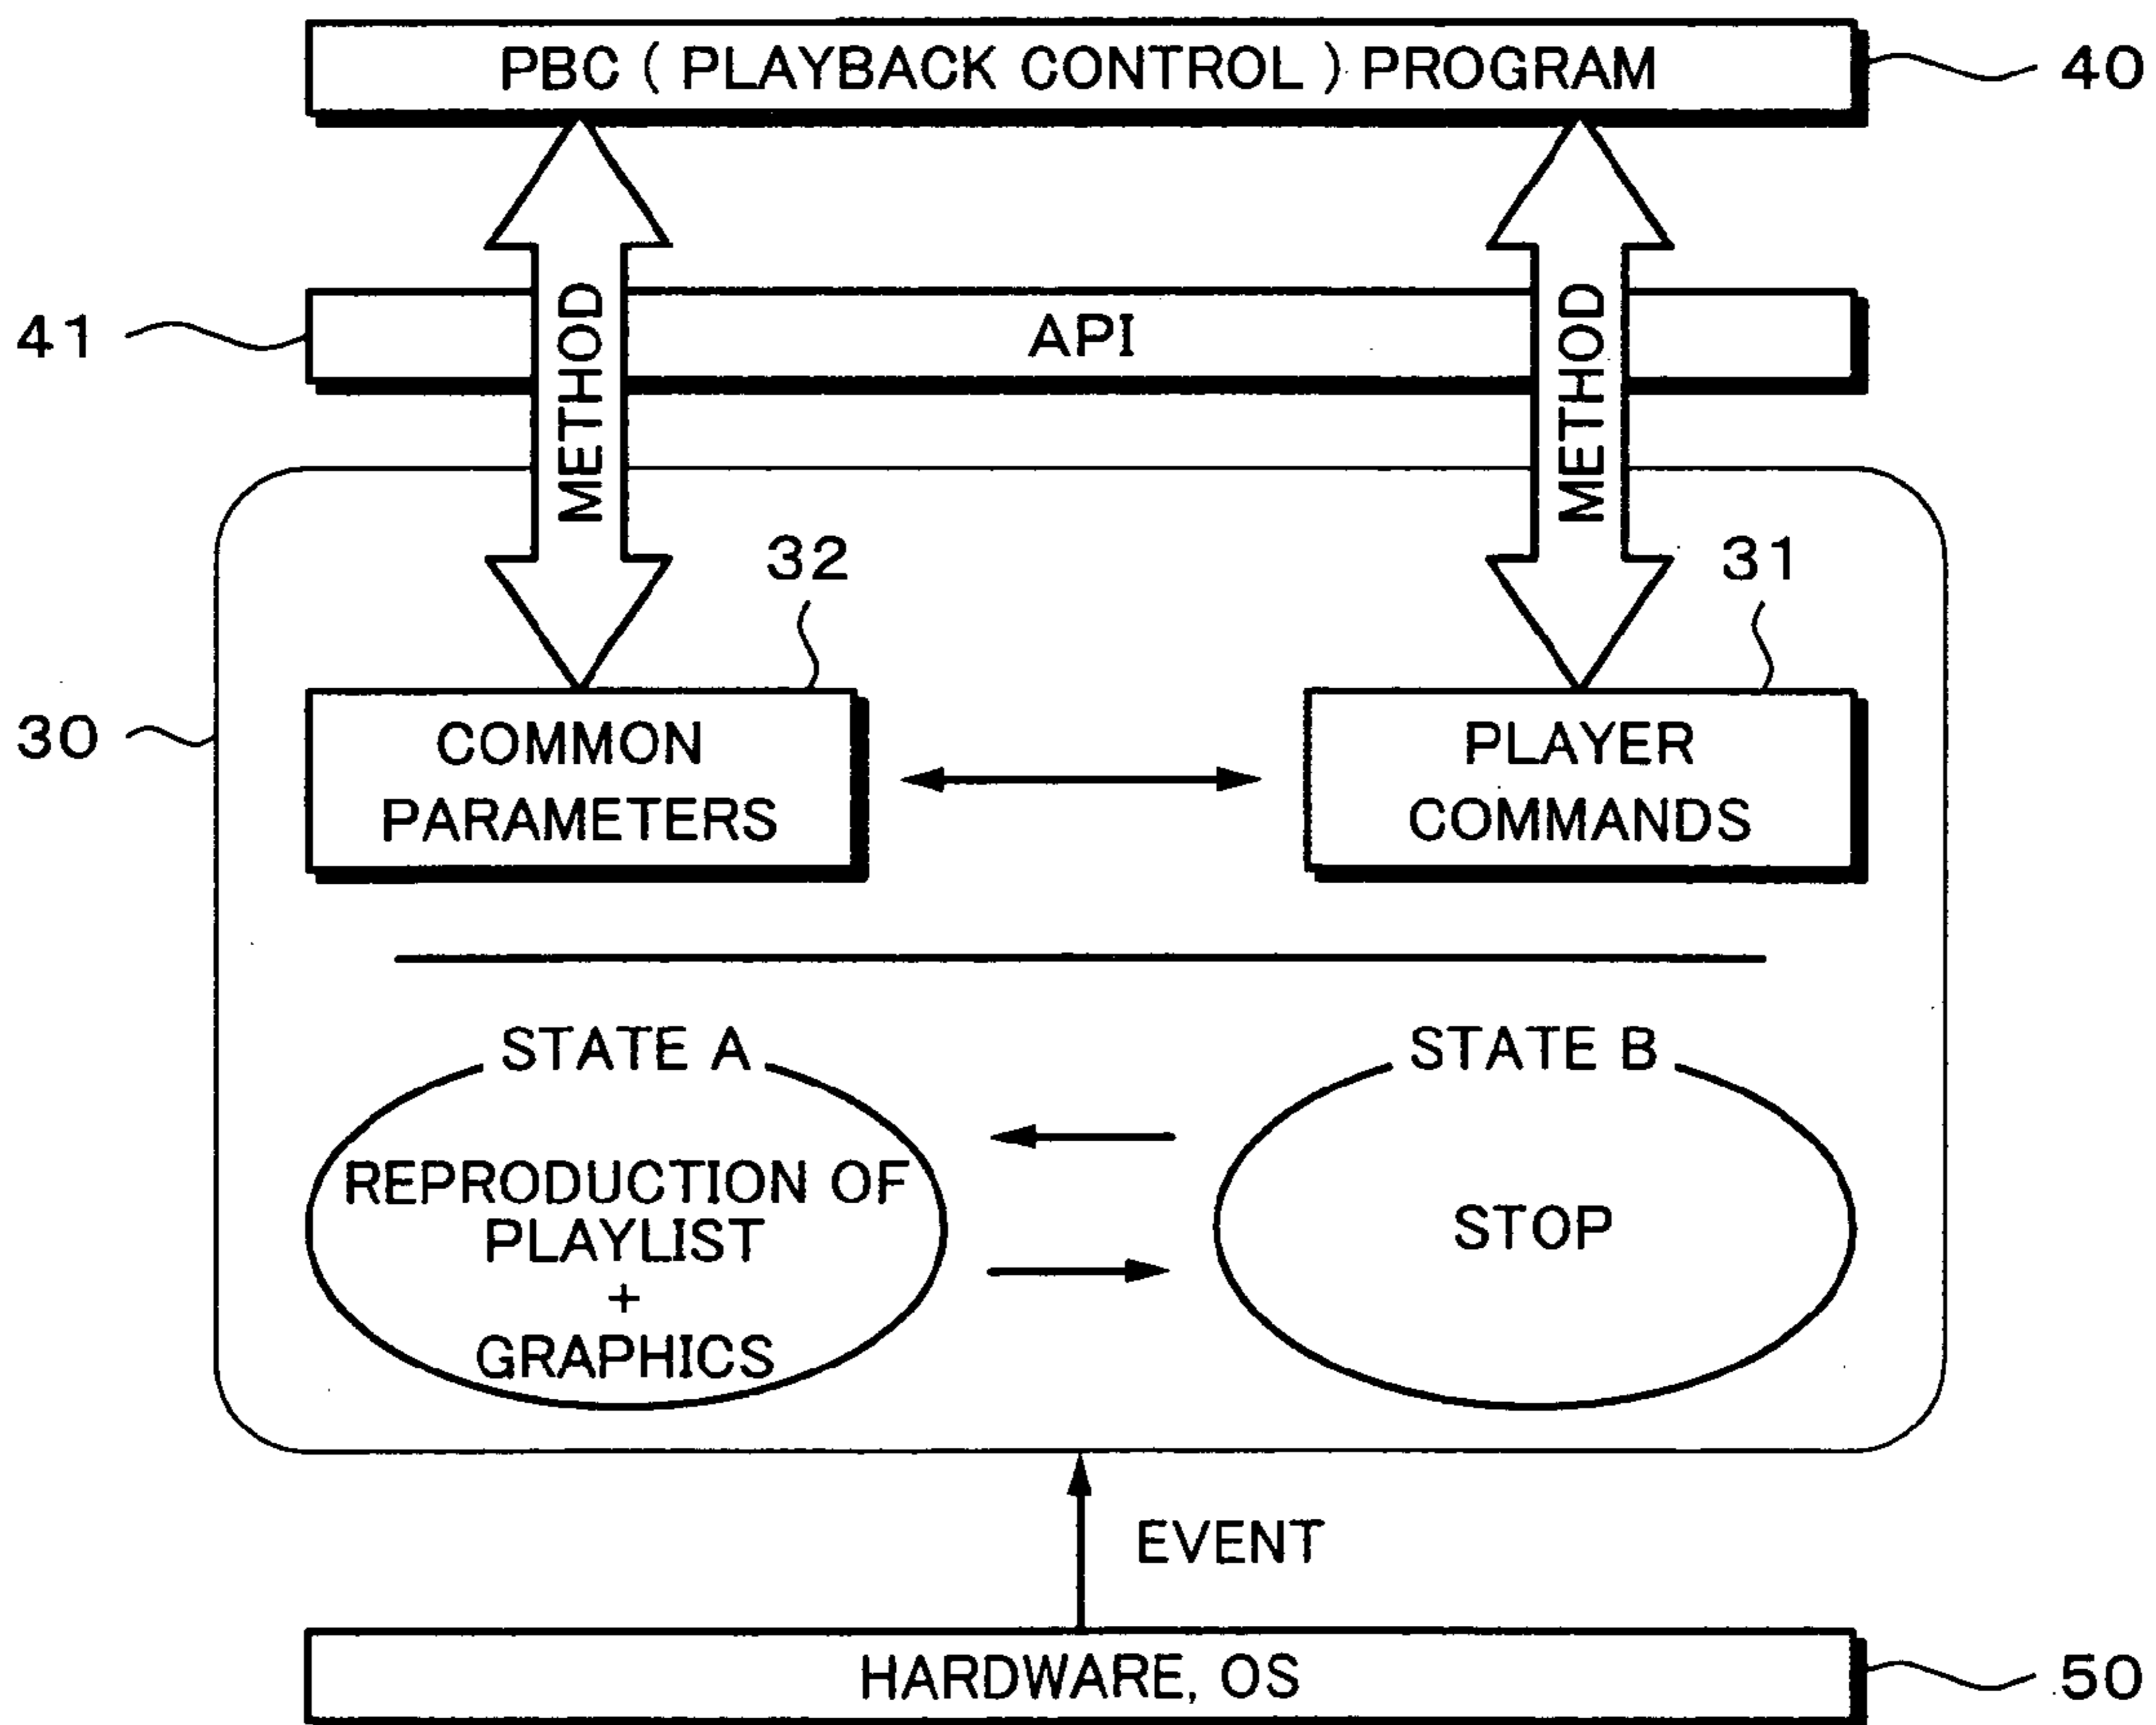 PBC ( PLAYBACK CONTROL ) PROGRAM
40
METHOD
METHOD
41
API
32
31
30
COMMON
PARAMETERS
PLAYER
COMMANDS
STATE A
STATE B
REPRODUCTION OF
PLAYLIST
+
GRAPHICS
STOP
EVENT
HARDWARE, OS
50